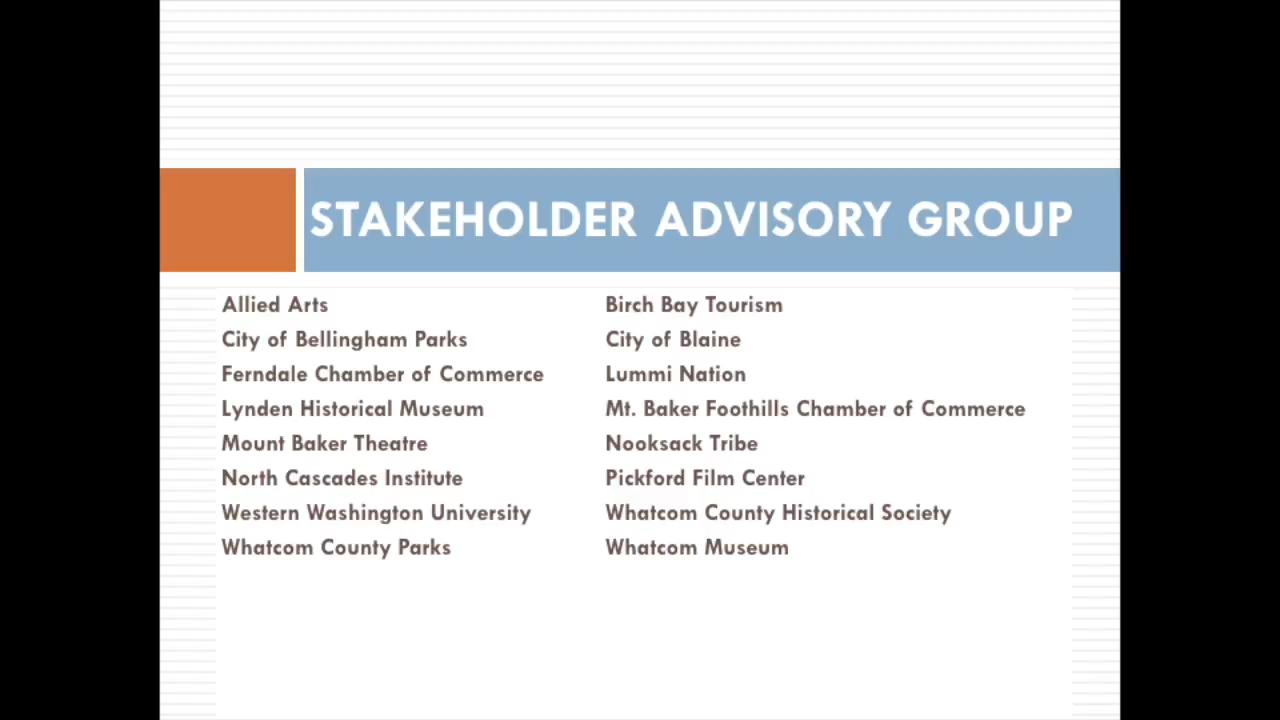 STAKEHOLDER ADVISORY GROUP
Allied Arts
City of Bellingham Parks
Ferndale Chamber of Commerce
Lynden Historical Museum
Mount Baker Theatre
North Cascades Institute
Western Washington University
Whatcom County Parks
Birch Bay Tourism
City of Blaine
Lummi Nation
Mt. Baker Foothills Chamber of Commerce
Nooksack Tribe
Pickford Film Center
Whatcom County Historical Society
Whatcom Museum